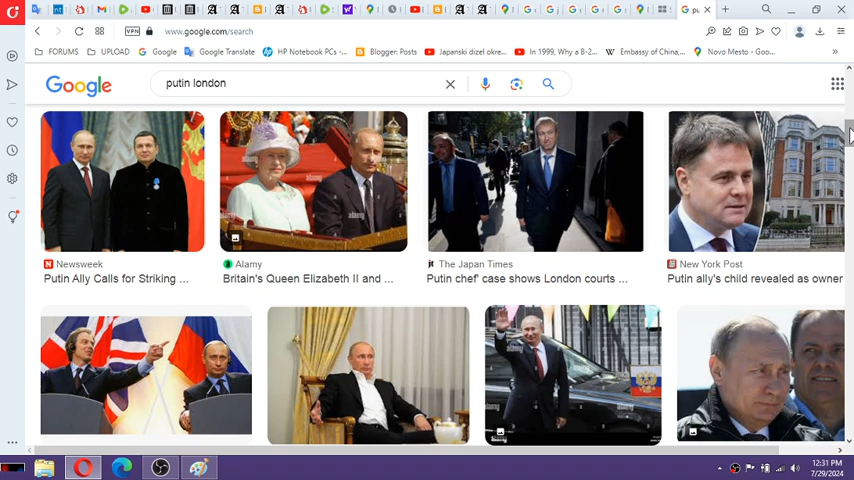 www.google.com/search
VPN
FORUMS
UPLOAD
Google
Google Translate
HP Notebook PCs -...
Blogger: Posts
Japanski dizel okre...
In 1999, Why a B-2...
Embassy of China,...
Novo Mesto - Goo...
Google
putin london
Newsweek
Putin Ally Calls for Striking ...
Alamy
Britain's Queen Elizabeth II and ...
The Japan Times
Putin chef' case shows London courts ...
New York Post
Putin ally's child revealed as owner
alamy
alamy
12:31 PM
7/29/2024